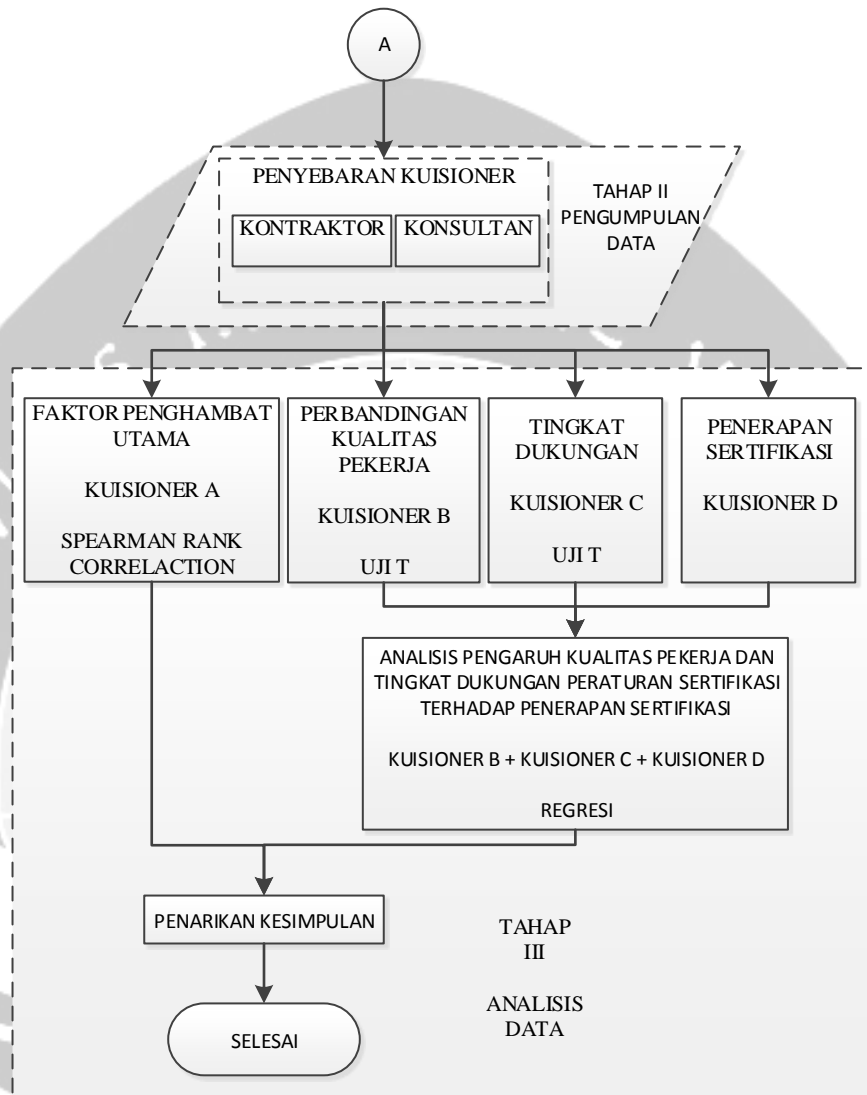 A
PENYEBARAN KUISIONER
KONTRAKTOR
KONSULTAN
TAHAP II
PENGUMPULAN
DATA
FAKTOR PENGHAMBAT
UTAMA
KUISIONER A
SPEARMAN RANK
CORRELACTION
PERBANDINGAN
KUALITAS
PEKERJA
KUISIONER B
UJI T
TINGKAT
DUKUNGAN
KUISIONER C
UJI T
PENERAPAN
SERTIFIKASI
KUISIONER D
ANALISIS PENGARUH KUALITAS PEKERJA DAN
TINGKAT DUKUNGAN PERATURAN SERTIFIKASI
TERHADAP PENERAPAN SERTIFIKASI
KUISIONER B + KUISIONER C + KUISIONER D
REGRESI
PENARIKAN KESIMPULAN
TAHAP
III
ANALISIS
DATA
SELESAI